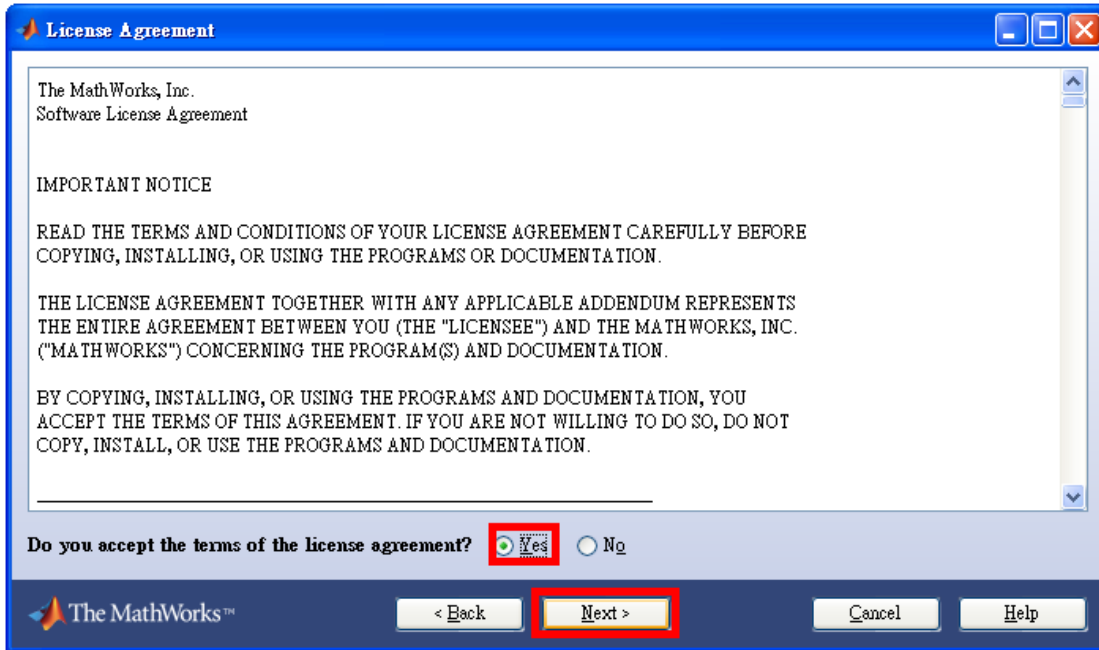 License Agreement
The MathWorks, Inc.
Software License Agreement
IMPORTANT NOTICE
READ THE TERMS AND CONDITIONS OF YOUR LICENSE AGREEMENT CAREFULLY BEFORE
COPYING, INSTALLING, OR USING THE PROGRAMS OR DOCUMENTATION.
THE LICENSE AGREEMENT TOGETHER WITH ANY APPLICABLE ADDENDUM REPRESENTS
THE ENTIRE AGREEMENT BETWEEN YOU (THE "LICENSEE") AND THE MATHWORKS, INC.
("MATHWORKS") CONCERNING THE PROGRAM(S) AND DOCUMENTATION.
BY COPYING, INSTALLING, OR USING THE PROGRAMS AND DOCUMENTATION, YOU
ACCEPT THE TERMS OF THIS AGREEMENT. IF YOU ARE NOT WILLING TO DO SO, DO NOT
COPY, INSTALL, OR USE THE PROGRAMS AND DOCUMENTATION.
Do you accept the terms of the license agreement? Yes No
The MathWorks™ < Back Next > Cancel Help